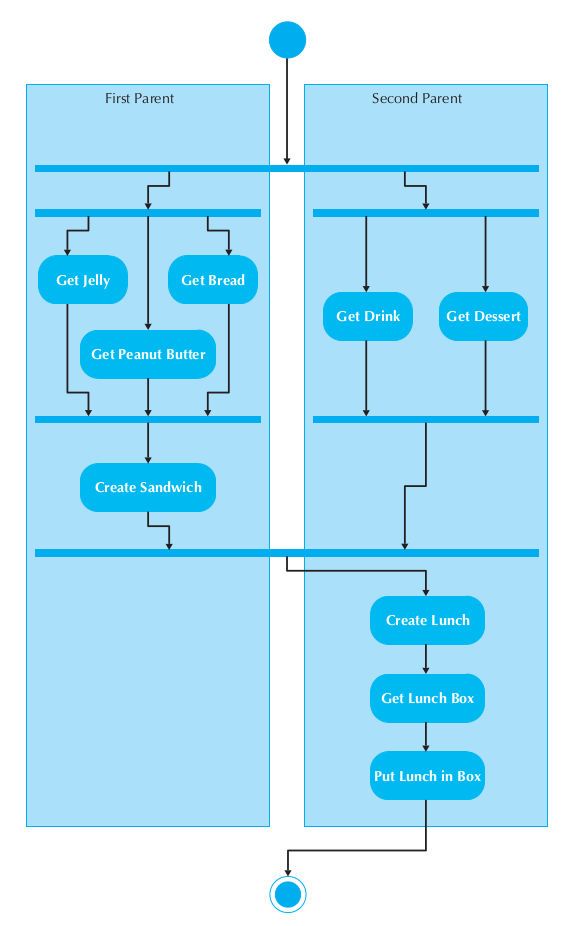 First Parent
Second Parent
Get Jelly
Get Bread
Get Peanut Butter
Get Drink
Get Dessert
Create Sandwich
Create Lunch
Get Lunch Box
Put Lunch in Box